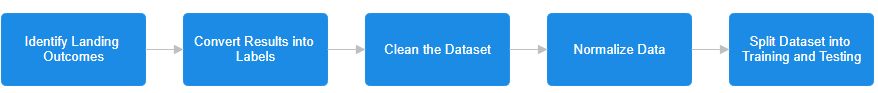 Identify Landing
Outcomes
Convert Results into
Labels
Clean the Dataset
Normalize Data
Split Dataset into
Training and Testing